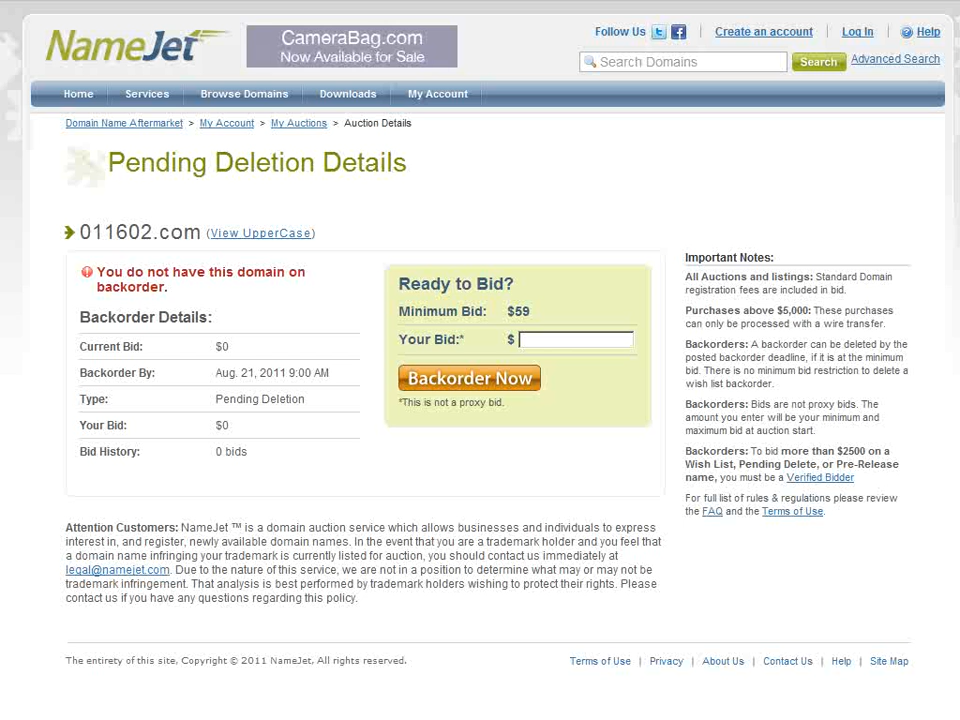 NameJet
CameraBag.com
Now Available for Sale
Follow Us | Create an account | Log In | Help
Search Domains Search Advanced Search
Home Services Browse Domains Downloads My Account
Domain Name Aftermarket > My Account > My Auctions > Auction Details
Pending Deletion Details
011602.com (View UpperCase)
You do not have this domain on
backorder.
Backorder Details:
Current Bid: $0
Backorder By: Aug. 21, 2011 9:00 AM
Type: Pending Deletion
Your Bid: $0
Bid History: 0 bids
Ready to Bid?
Minimum Bid: $59
Your Bid:* $
Backorder Now
*This is not a proxy bid.
Important Notes:
All Auctions and listings: Standard Domain
registration fees are included in bid.
Purchases above $5,000: These purchases
can only be processed with a wire transfer.
Backorders: A backorder can be deleted by the
posted backorder deadline, if it is at the minimum
bid. There is no minimum bid restriction to delete a
wish list backorder.
Backorders: Bids are not proxy bids. The
amount you enter will be your minimum and
maximum bid at auction start.
Backorders: To bid more than $2500 on a
Wish List, Pending Delete, or Pre-Release
name, you must be a Verified Bidder
For full list of rules & regulations please review
the FAQ and the Terms of Use.
Attention Customers: NameJet ™ is a domain auction service which allows businesses and individuals to express
interest in, and register, newly available domain names. In the event that you are a trademark holder and you feel that
a domain name infringing your trademark is currently listed for auction, you should contact us immediately at
legal@namejet.com. Due to the nature of this service, we are not in a position to determine what may or may not be
trademark infringement. That analysis is best performed by trademark holders wishing to protect their rights. Please
contact us if you have any questions regarding this policy.
The entirety of this site, Copyright © 2011 NameJet, All rights reserved.
Terms of Use | Privacy | About Us | Contact Us | Help | Site Map